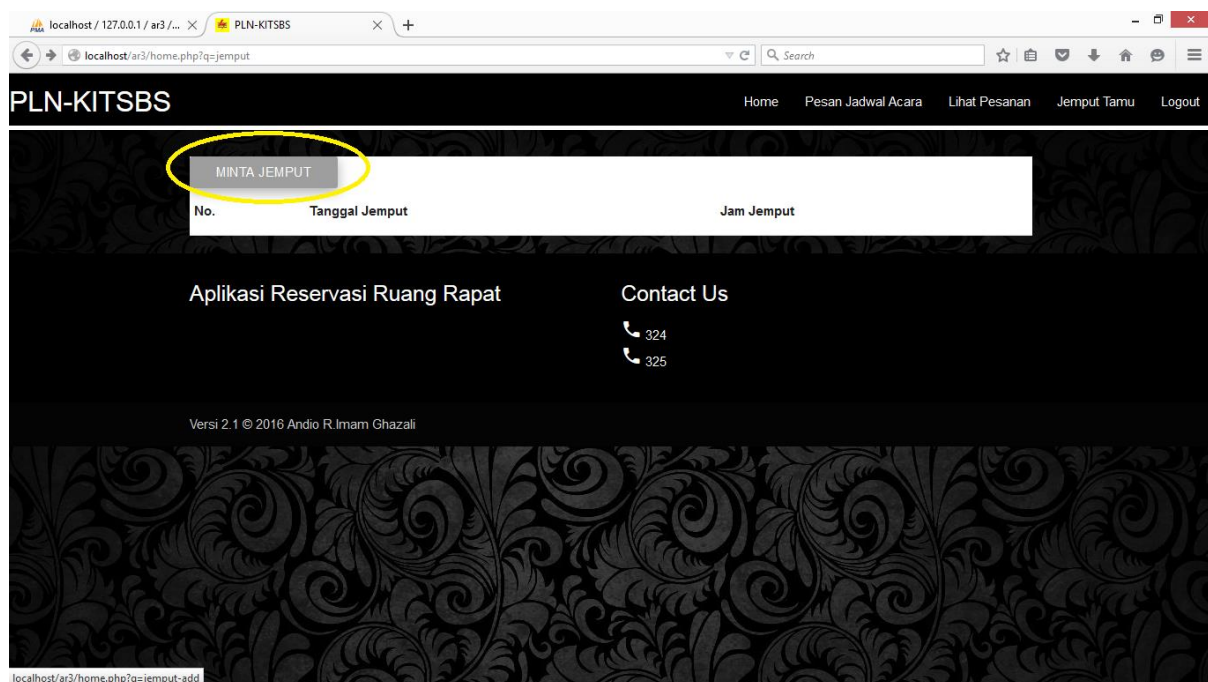 localhost / 127.0.0.1 / ar3 /...
PLN-KITSBS
localhost/ar3/home.php?q=jemput
Search
PLN-KITSBS
Home Pesan Jadwal Acara Lihat Pesanan Jemput Tamu Logout
MINTA JEMPUT
No. Tanggal Jemput Jam Jemput
Aplikasi Reservasi Ruang Rapat
Contact Us
324
325
Versi 2.1 © 2016 Andio R.Imam Ghazali
localhost/ar3/home.php?q=jemput-add